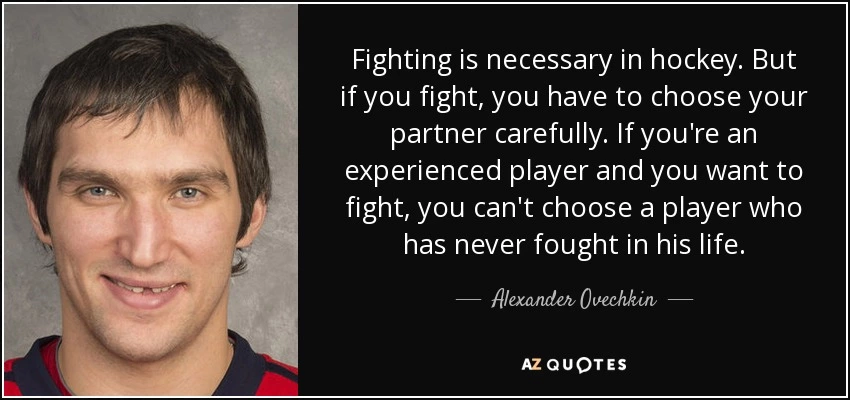 Fighting is necessary in hockey. But
if you fight, you have to choose your
partner carefully. If you're an
experienced player and you want to
fight, you can't choose a player who
has never fought in his life.
Alexander Ovechkin
AZ QUOTES